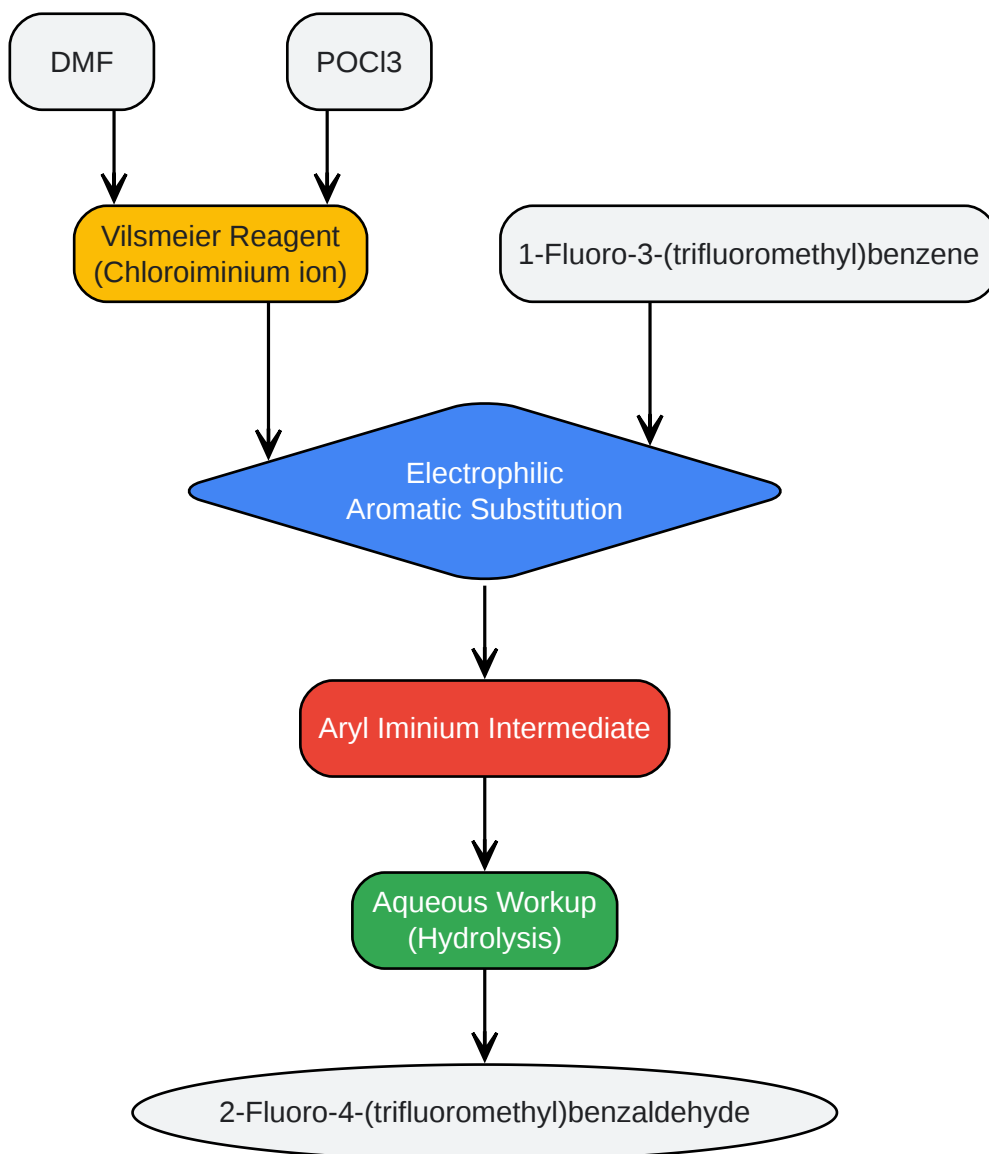 DMF
POCl3
Vilsmeier Reagent
(Chloroiminium ion)
1-Fluoro-3-(trifluoromethyl)benzene
Electrophilic
Aromatic Substitution
Aryl Iminium Intermediate
Aqueous Workup
(Hydrolysis)
2-Fluoro-4-(trifluoromethyl)benzaldehyde